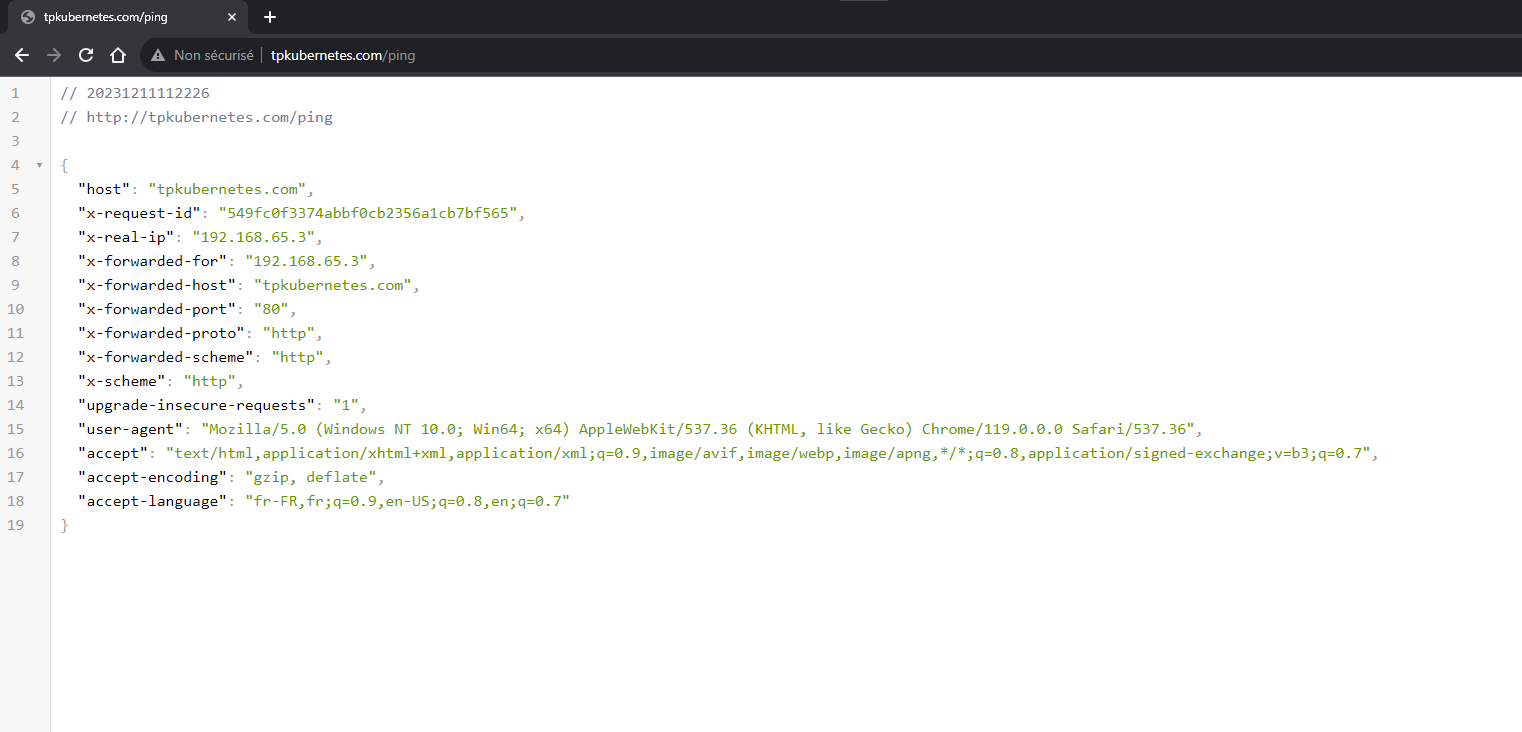 tpkubernetes.com/ping
Non sécurisé tpkubernetes.com/ping
1 // 20231211112226
2 // http://tpkubernetes.com/ping
3
4 {
5 "host": "tpkubernetes.com",
6 "x-request-id": "549fc0f3374abbf0cb2356a1cb7bf565",
7 "x-real-ip": "192.168.65.3",
8 "x-forwarded-for": "192.168.65.3",
9 "x-forwarded-host": "tpkubernetes.com",
10 "x-forwarded-port": "80",
11 "x-forwarded-proto": "http",
12 "x-forwarded-scheme": "http",
13 "x-scheme": "http",
14 "upgrade-insecure-requests": "1",
15 "user-agent": "Mozilla/5.0 (Windows NT 10.0; Win64; x64) AppleWebKit/537.36 (KHTML, like Gecko) Chrome/119.0.0.0 Safari/537.36",
16 "accept": "text/html,application/xhtml+xml,application/xml;q=0.9,image/avif,image/webp,image/apng,*/*;q=0.8,application/signed-exchange;v=b3;q=0.7",
17 "accept-encoding": "gzip, deflate",
18 "accept-language": "fr-FR,fr;q=0.9,en-US;q=0.8,en;q=0.7"
19 }